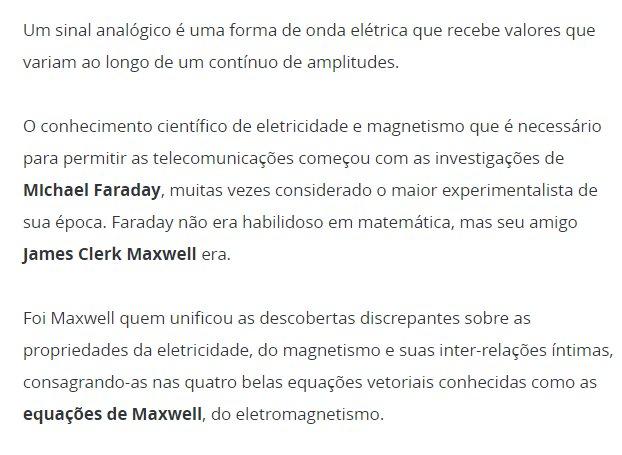 Um sinal analógico é uma forma de onda elétrica que recebe valores que
variam ao longo de um contínuo de amplitudes.
O conhecimento científico de eletricidade e magnetismo que é necessário
para permitir as telecomunicações começou com as investigações de
MIchael Faraday, muitas vezes considerado o maior experimentalista de
sua época. Faraday não era habilidoso em matemática, mas seu amigo
James Clerk Maxwell era.
Foi Maxwell quem unificou as descobertas discrepantes sobre as
propriedades da eletricidade, do magnetismo e suas inter-relações íntimas,
consagrando-as nas quatro belas equações vetoriais conhecidas como as
equações de Maxwell, do eletromagnetismo.